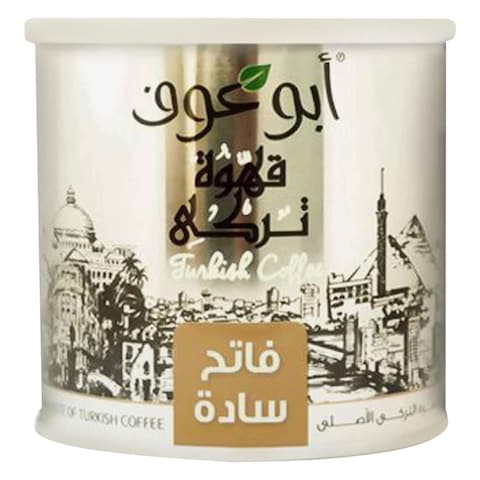 أبو عوف®
قهوة
تركي
Turkish Coffee
فاتح
سادة
OF TURKISH COFFEE
التركي الأصلي